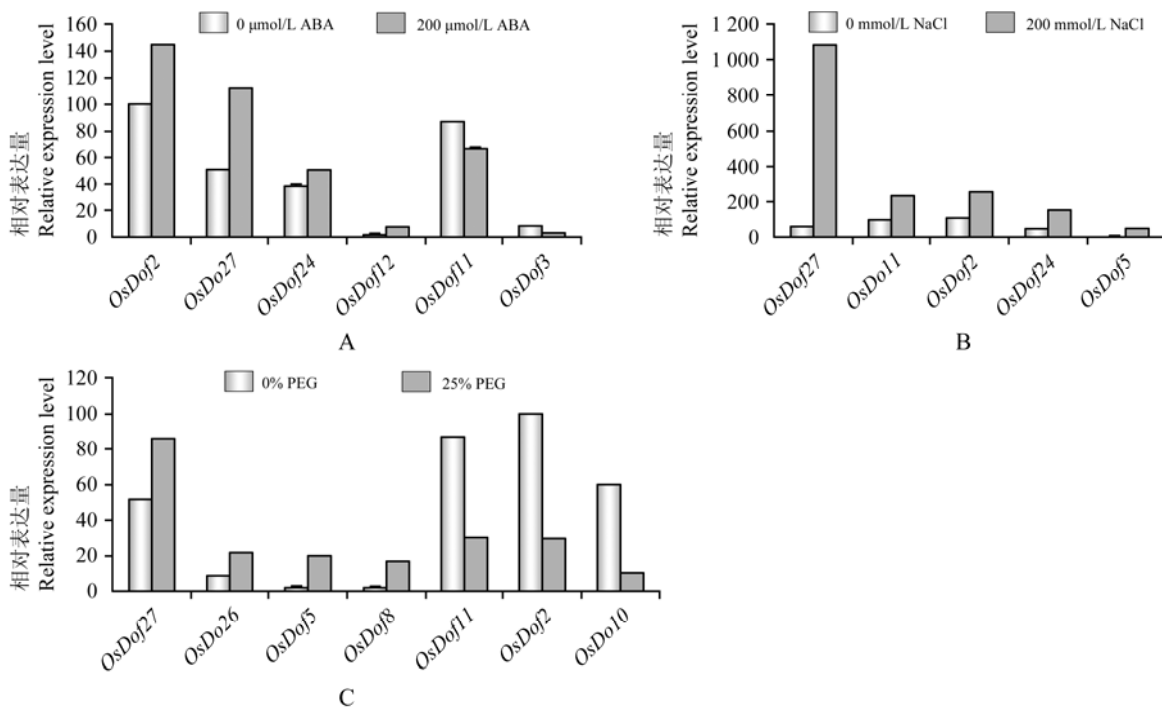 0 μmol/L ABA
200 μmol/L ABA
相对表达量
Relative expression level
160
140
120
100
80
60
40
20
0
OsDof2
OsDo27
OsDof24
OsDof12
OsDof11
OsDof3
A
0 mmol/L NaCl
200 mmol/L NaCl
相对表达量
Relative expression level
1 200
1 000
800
600
400
200
0
OsDof27
OsDo11
OsDof2
OsDof24
OsDof5
B
0% PEG
25% PEG
相对表达量
Relative expression level
120
100
80
60
40
20
0
OsDof27
OsDo26
OsDof5
OsDof8
OsDof11
OsDof2
OsDo10
C